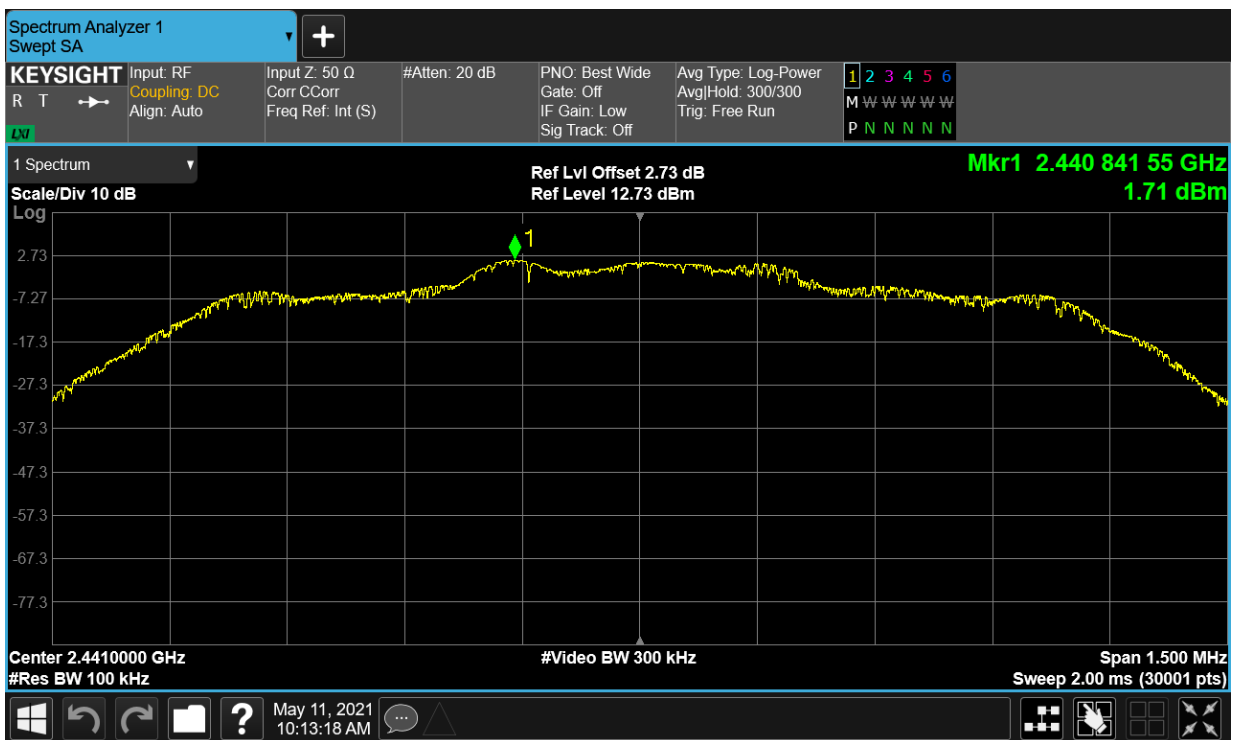 Spectrum Analyzer 1
Swept SA
KEYSIGHT
R T
LXI
Input: RF
Coupling: DC
Align: Auto
Input Z: 50 Ω
Corr CCorr
Freq Ref: Int (S)
#Atten: 20 dB
PNO: Best Wide
Gate: Off
IF Gain: Low
Sig Track: Off
Avg Type: Log-Power
Avg|Hold: 300/300
Trig: Free Run
1 2 3 4 5 6
M W W W W W
P N N N N N
1 Spectrum
Scale/Div 10 dB
Log
Ref Lvl Offset 2.73 dB
Ref Level 12.73 dBm
Mkr1 2.440 841 55 GHz
1.71 dBm
1
2.73
-7.27
-17.3
-27.3
-37.3
-47.3
-57.3
-67.3
-77.3
Center 2.4410000 GHz
#Res BW 100 kHz
#Video BW 300 kHz
Span 1.500 MHz
Sweep 2.00 ms (30001 pts)
?
May 11, 2021
10:13:18 AM